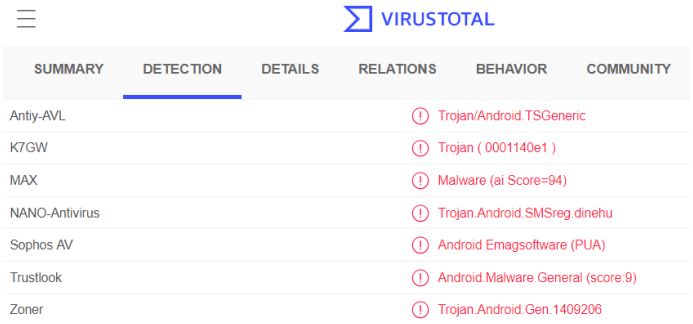 VIRUSTOTAL
SUMMARY DETECTION DETAILS RELATIONS BEHAVIOR COMMUNITY
Antiy-AVL Trojan/Android.TSGeneric
K7GW Trojan ( 0001140e1 )
MAX Malware (ai Score=94)
NANO-Antivirus Trojan.Android.SMSreg.dinehu
Sophos AV Android Emagsoftware (PUA)
Trustlook Android.Malware.General (score:9)
Zoner Trojan.Android.Gen.1409206